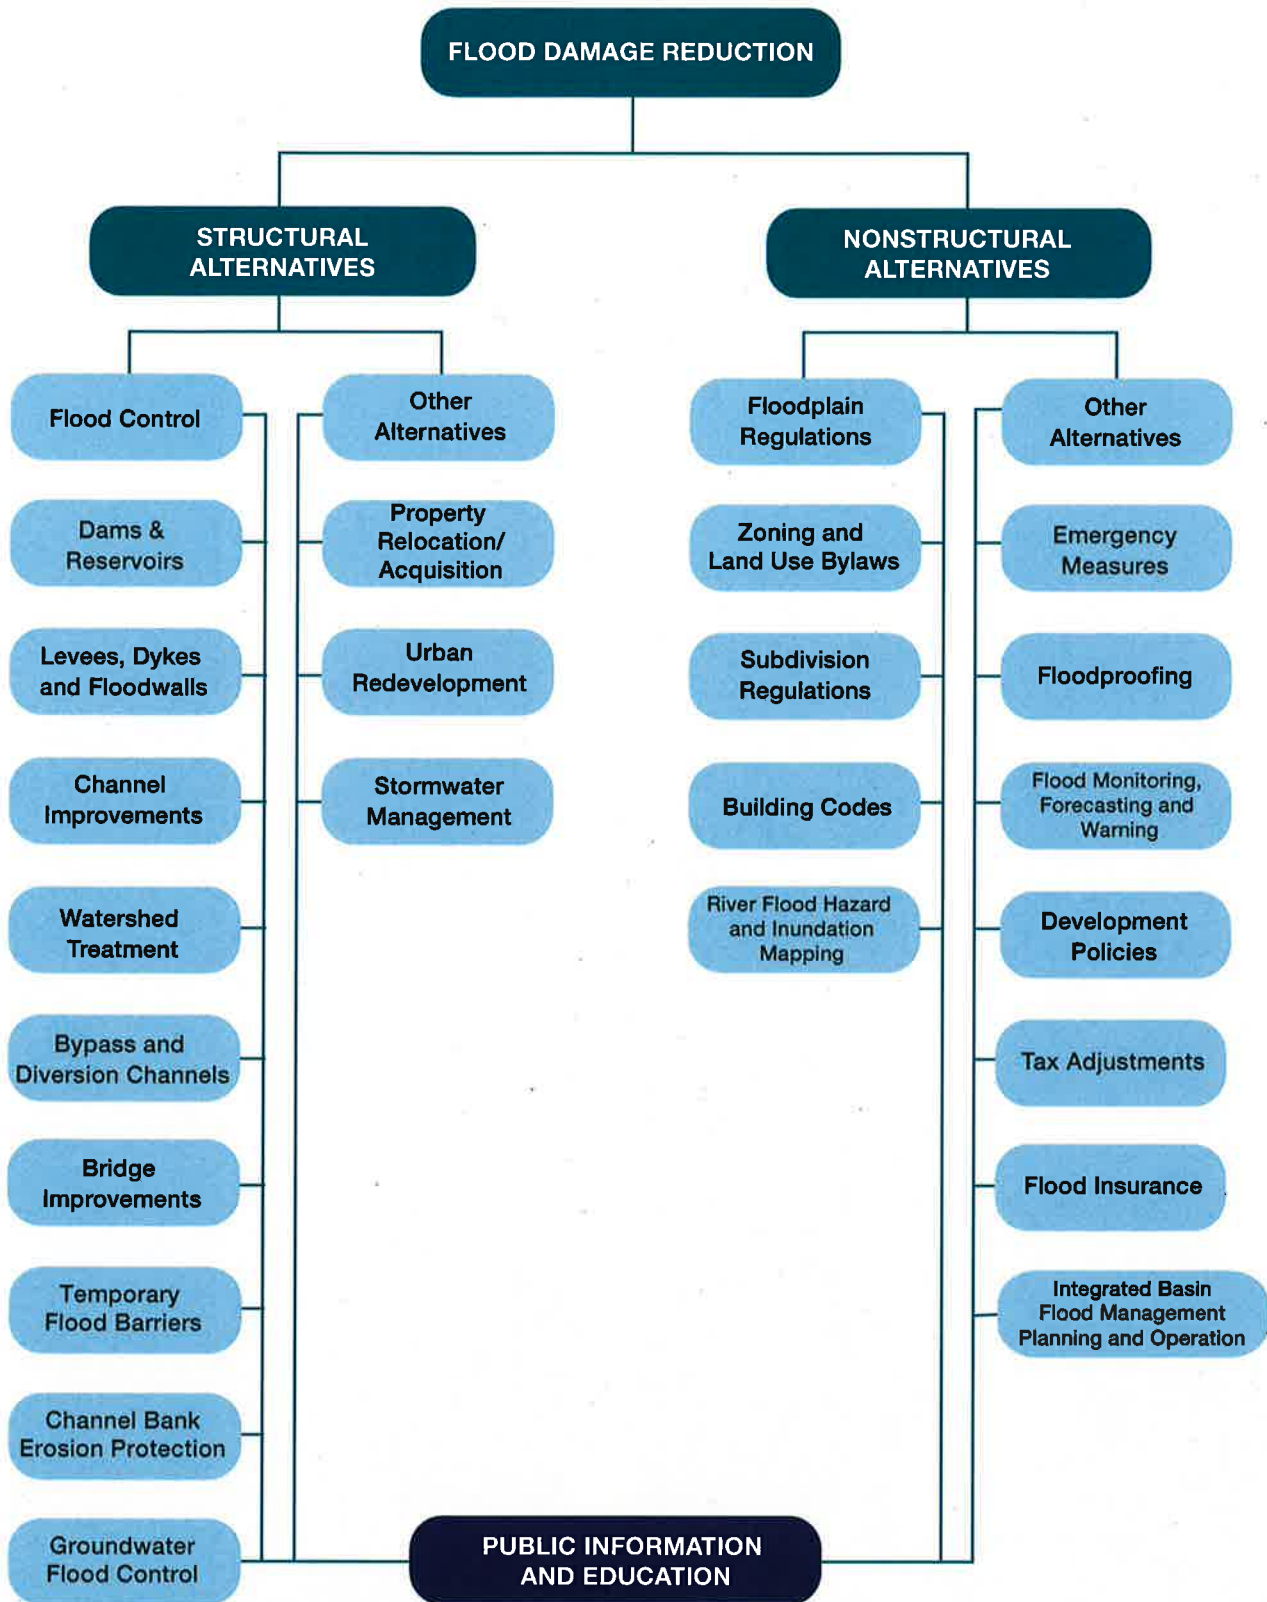 FLOOD DAMAGE REDUCTION
STRUCTURAL
ALTERNATIVES
NONSTRUCTURAL
ALTERNATIVES
Flood Control
Dams &
Reservoirs
Levees, Dykes
and Floodwalls
Channel
Improvements
Watershed
Treatment
Bypass and
Diversion Channels
Bridge
Improvements
Temporary
Flood Barriers
Channel Bank
Erosion Protection
Groundwater
Flood Control
Other
Alternatives
Property
Relocation/
Acquisition
Urban
Redevelopment
Stormwater
Management
Floodplain
Regulations
Zoning and
Land Use Bylaws
Subdivision
Regulations
Building Codes
River Flood Hazard
and Inundation
Mapping
Other
Alternatives
Emergency
Measures
Floodproofing
Flood Monitoring,
Forecasting and
Warning
Development
Policies
Tax Adjustments
Flood Insurance
Integrated Basin
Flood Management
Planning and Operation
PUBLIC INFORMATION
AND EDUCATION